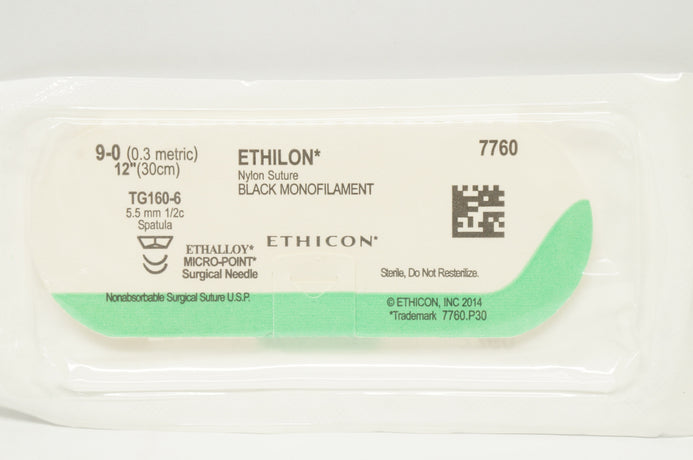 9-0 (0.3 metric)
12"(30cm)
TG160-6
5.5 mm 1/2c
Spatula
ETHALLOY*
MICRO-POINT*
Surgical Needle
Nonabsorbable Surgical Suture U.S.P.
ETHILON*
Nylon Suture
BLACK MONOFILAMENT
ETHICON*
7760
Sterile, Do Not Resterilize.
© ETHICON, INC 2014
*Trademark 7760.P30